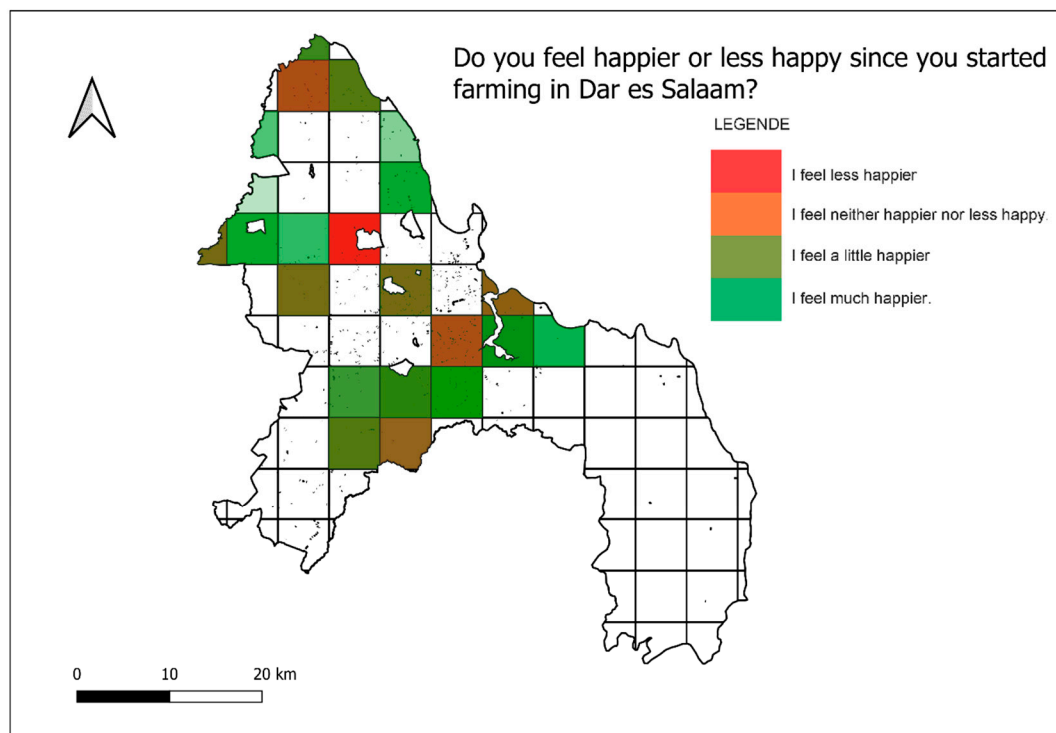 Do you feel happier or less happy since you started
farming in Dar es Salaam?
LEGENDE
I feel less happier
I feel neither happier nor less happy.
I feel a little happier
I feel much happier.
0 10 20 km